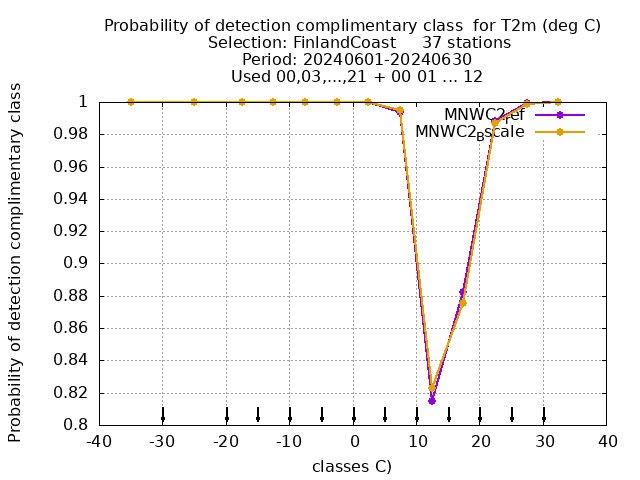 Probability of detection complimentary class for T2m (deg C)
Selection: FinlandCoast 37 stations
Period: 20240601-20240630
Used 00,03,...,21 + 00 01 ... 12
Probability of detection complimentary class
1
0.98
0.96
0.94
0.92
0.9
0.88
0.86
0.84
0.82
0.8
MNWC2_ref
MNWC2_Bscale
-40 -30 -20 -10 0 10 20 30 40
classes C)